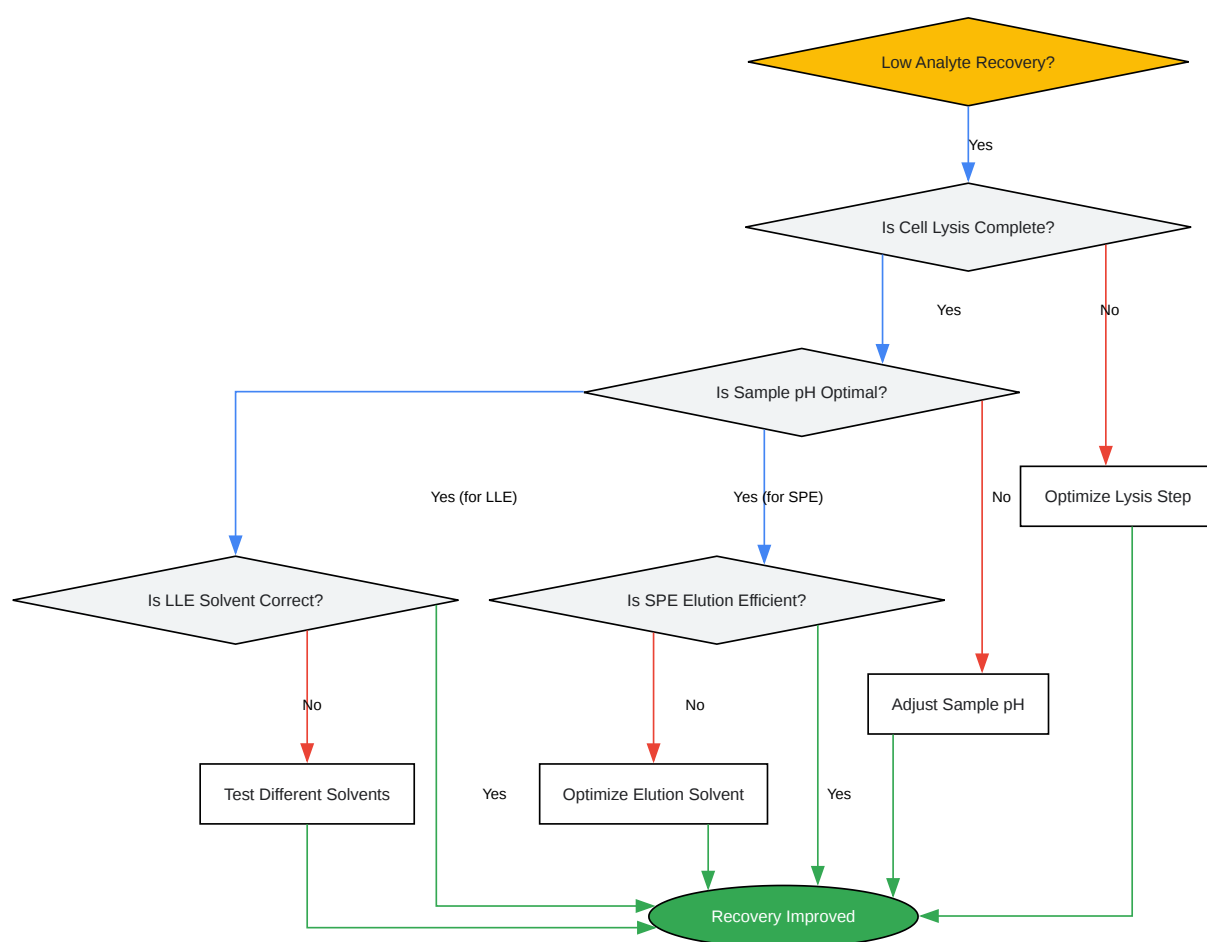 Low Analyte Recovery?
Yes
Is Cell Lysis Complete?
Yes
No
Is Sample pH Optimal?
Yes (for LLE)
Yes (for SPE)
No
Optimize Lysis Step
Is LLE Solvent Correct?
Is SPE Elution Efficient?
No
No
Adjust Sample pH
Test Different Solvents
Yes
Optimize Elution Solvent
Yes
Recovery Improved